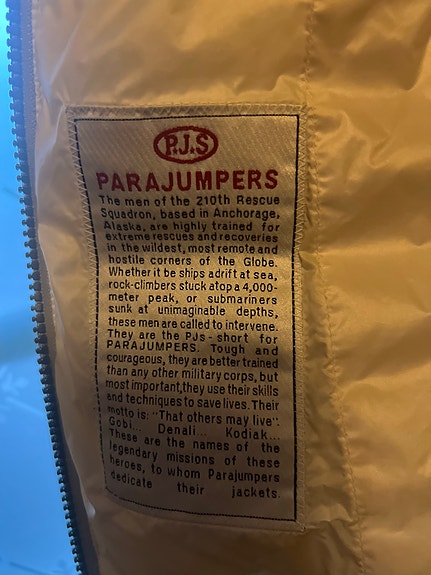 P.J.S
PARAJUMPERS
The men of the 210th Rescue
Squadron, based in Anchorage,
Alaska, are highly trained for
extreme rescues and recoveries
in the wildest, most remote and
hostile corners of the Globe.
Whether it be ships adrift at sea,
rock-climbers stuck atop a 4,000-
meter peak, or submariners
sunk at unimaginable depths,
these men are called to intervene.
They are the PJs - short for
PARAJUMPERS. Tough and
courageous, they are better trained
than any other military corps, but
most important, they use their skills
and techniques to save lives. Their
motto is: "That others may live".
Gobi... Denali... Kodiak...
These are the names of the
legendary missions of these
heroes, to whom Parajumpers
dedicate their jackets.